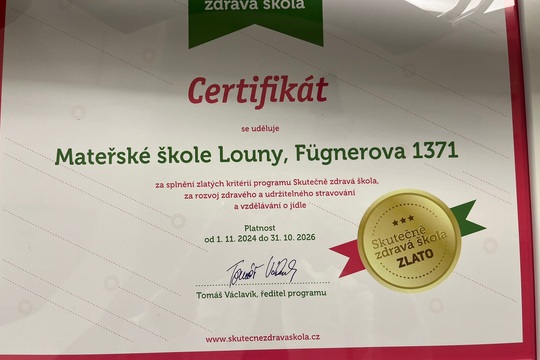 zdravá škola
Certifikát
se uděluje
Mateřské škole Louny, Fügnerova 1371
za splnění zlatých kritérií programu Skutečně zdravá škola,
za rozvoj zdravého a udržitelného stravování
a vzdělávání o jídle
Platnost
od 1. 11. 2024 do 31. 10. 2026
Skutečně
zdravá škola
ZLATO
Tomáš Václavík, ředitel programu
www.skutecnezdravaskola.cz